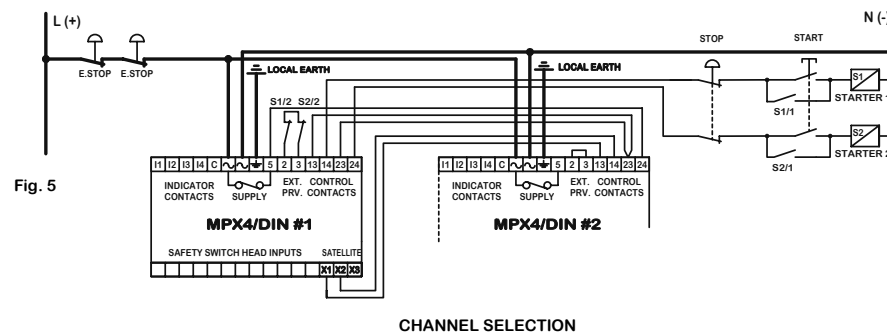 L (+)
N (-)
STOP
START
E.STOP
E.STOP
LOCAL EARTH
LOCAL EARTH
S1
STARTER 1
S1/1
S1/2
S2/2
S2
STARTER 2
S2/1
I1 I2 I3 I4 C 5 2 3 13 14 23 24
I1 I2 I3 I4 C 5 2 3 13 14 23 24
Fig. 5
INDICATOR CONTACTS
SUPPLY
EXT. PRV.
CONTROL CONTACTS
INDICATOR CONTACTS
SUPPLY
EXT. PRV.
CONTROL CONTACTS
MPX4/DIN #1
MPX4/DIN #2
SAFETY SWITCH HEAD INPUTS
SATELLITE
X1 X2 X3
CHANNEL SELECTION